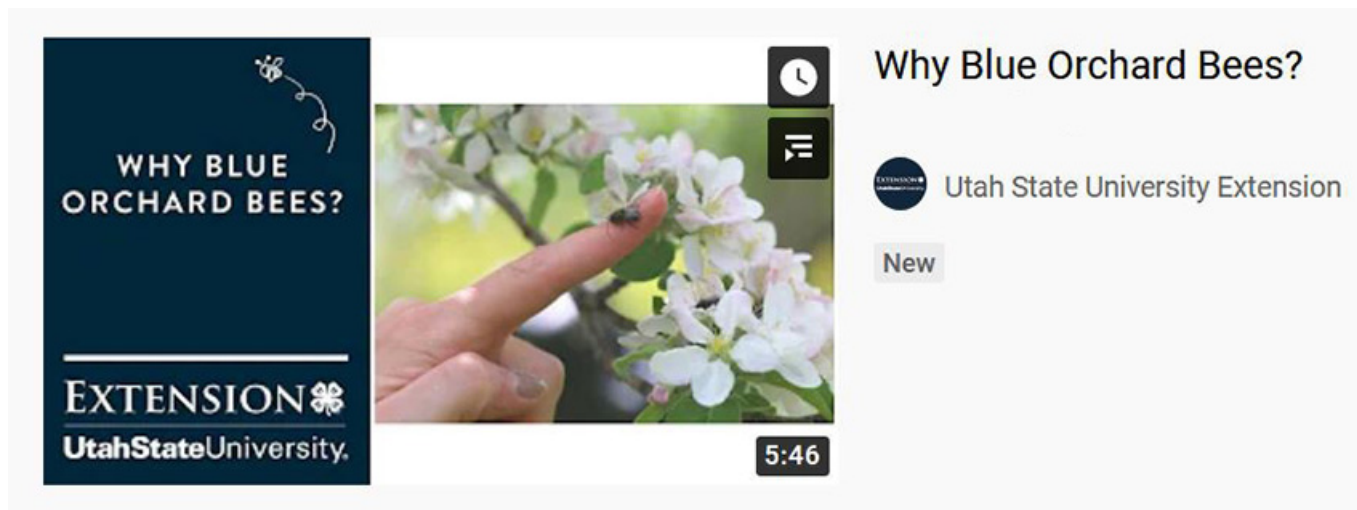 WHY BLUE
ORCHARD BEES?
EXTENSION
UtahStateUniversity.
5:46
Why Blue Orchard Bees?
Utah State University Extension
New